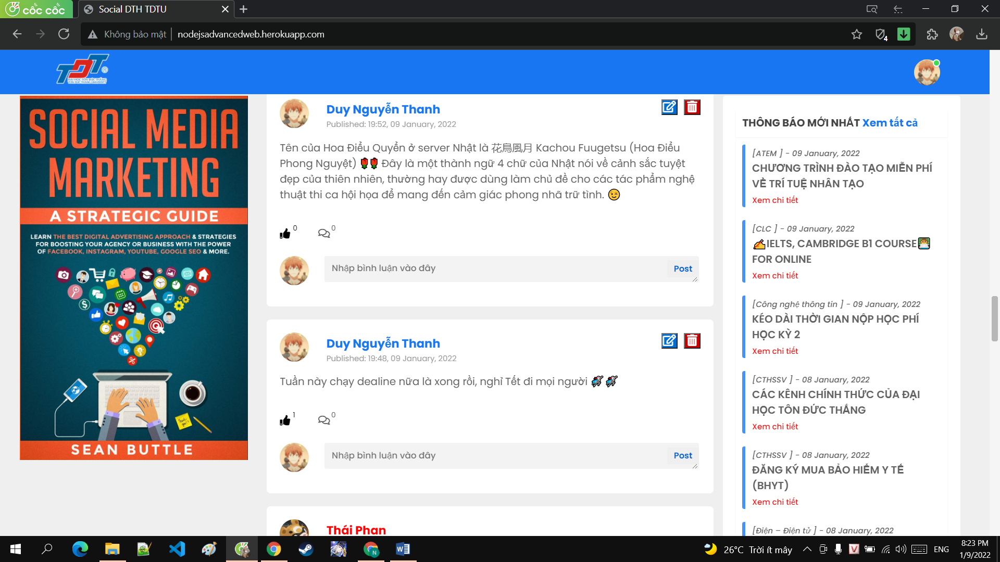 cốc cốc
Social DTH TDTU
Không bảo mật
nodejsadvancedweb.herokuapp.com
4
TDT®
ĐẠI HỌC TÔN ĐỨC THẮNG
TON DUC THANG UNIVERSITY
SOCIAL MEDIA
MARKETING
A STRATEGIC GUIDE
LEARN THE BEST DIGITAL ADVERTISING APPROACH & STRATEGIES
FOR BOOSTING YOUR AGENCY OR BUSINESS WITH THE POWER
OF FACEBOOK, INSTAGRAM, YOUTUBE, GOOGLE SEO & MORE.
SEAN BUTTLE
Duy Nguyễn Thanh
Published: 19:52, 09 January, 2022
Tên của Hoa Điểu Quyển ở server Nhật là 花鳥風月 Kachou Fuugetsu (Hoa Điểu
Phong Nguyệt) 🌹🌹 Đây là một thành ngữ 4 chữ của Nhật nói về cảnh sắc tuyệt
đẹp của thiên nhiên, thường hay được dùng làm chủ đề cho các tác phẩm nghệ
thuật thi ca hội họa để mang đến cảm giác phong nhã trữ tình. 😉
0
0
Nhập bình luận vào đây
Post
Duy Nguyễn Thanh
Published: 19:48, 09 January, 2022
Tuần này chạy dealine nữa là xong rồi, nghỉ Tết đi mọi người
1
0
Nhập bình luận vào đây
Post
Thái Phan
THÔNG BÁO MỚI NHẤT Xem tất cả
[ATEM ] - 09 January, 2022
CHƯƠNG TRÌNH ĐÀO TẠO MIỄN PHÍ
VỀ TRÍ TUỆ NHÂN TẠO
Xem chi tiết
[CLC ] - 09 January, 2022
✍IELTS, CAMBRIDGE B1 COURSE👨‍💻
FOR ONLINE
Xem chi tiết
[Công nghệ thông tin ] - 09 January, 2022
KÉO DÀI THỜI GIAN NỘP HỌC PHÍ
HỌC KỲ 2
Xem chi tiết
[CTHSSV ] - 08 January, 2022
CÁC KÊNH CHÍNH THỨC CỦA ĐẠI
HỌC TÔN ĐỨC THẮNG
Xem chi tiết
[CTHSSV ] - 08 January, 2022
ĐĂNG KÝ MUA BẢO HIỂM Y TẾ
(BHYT)
Xem chi tiết
[Điện – Điện tử ] - 08 January, 2022
26°C Trời ít mây
ENG
8:23 PM
1/9/2022